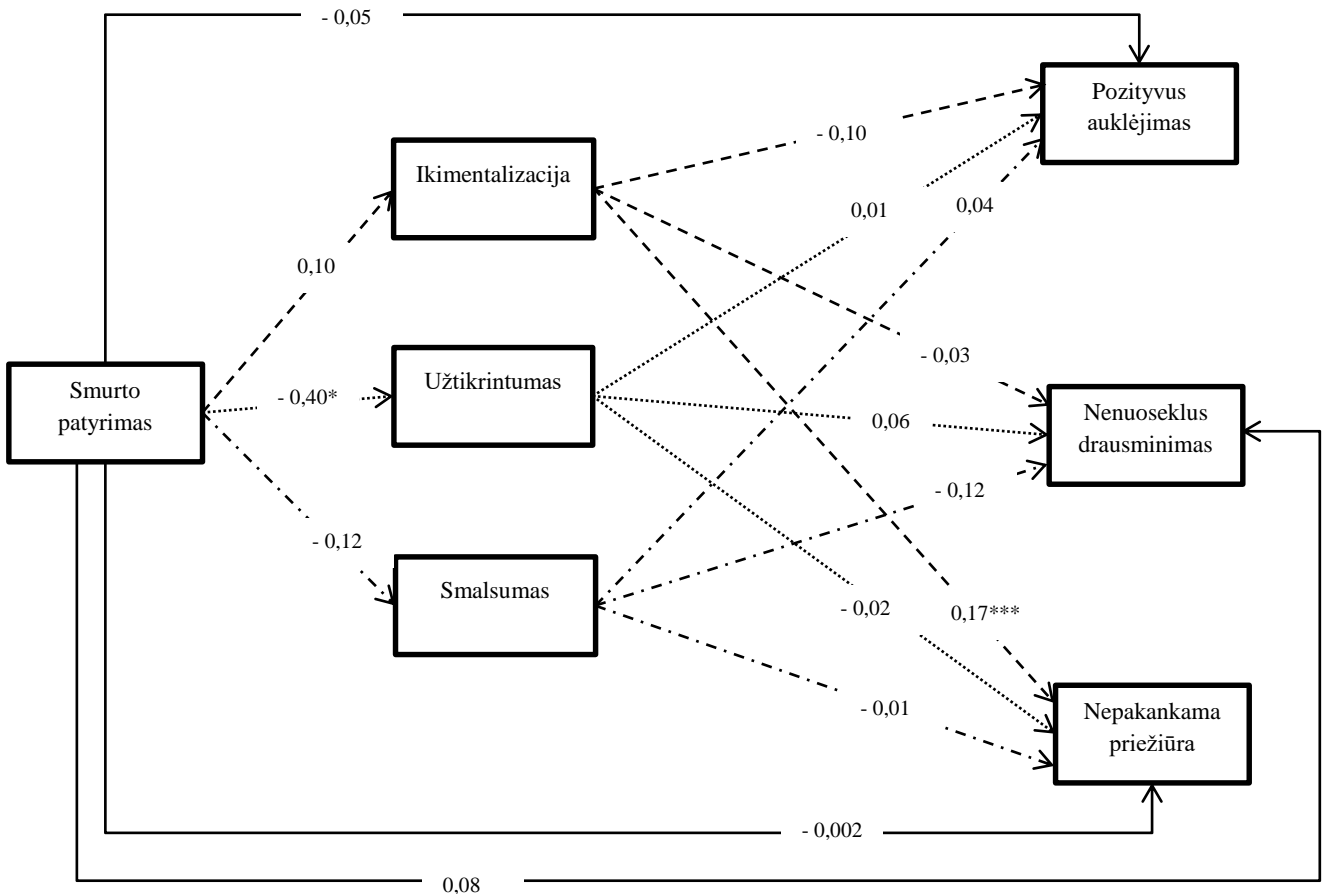 - 0,05
Pozityvus
auklėjimas
- 0,10
Ikimentalizacija
0,01
0,04
0,10
- 0,03
Užtikrintumas
Smurto
patyrimas
- 0,40*
0,06
Nenuoseklus
drausminimas
- 0,12
- 0,12
Smalsumas
- 0,02
0,17***
- 0,01
Nepakankama
priežiūra
- 0,002
0,08